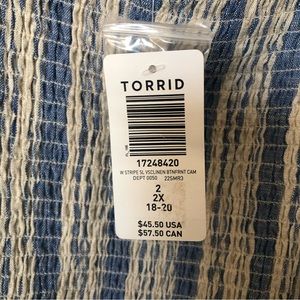 TORRID
17248420
W STRIPE SL VSCLINEN BTNFRNT CAM
DEPT 0050 22SMR3
2
2X
18-20
$45.50 USA
$57.50 CAN